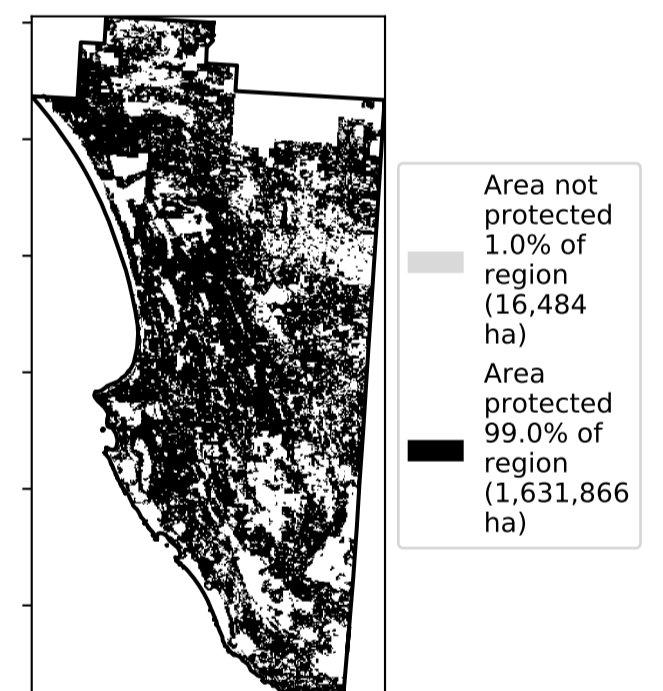 Area not
protected
1.0% of
region
(16,484
ha)
Area
protected
99.0% of
region
(1,631,866
ha)